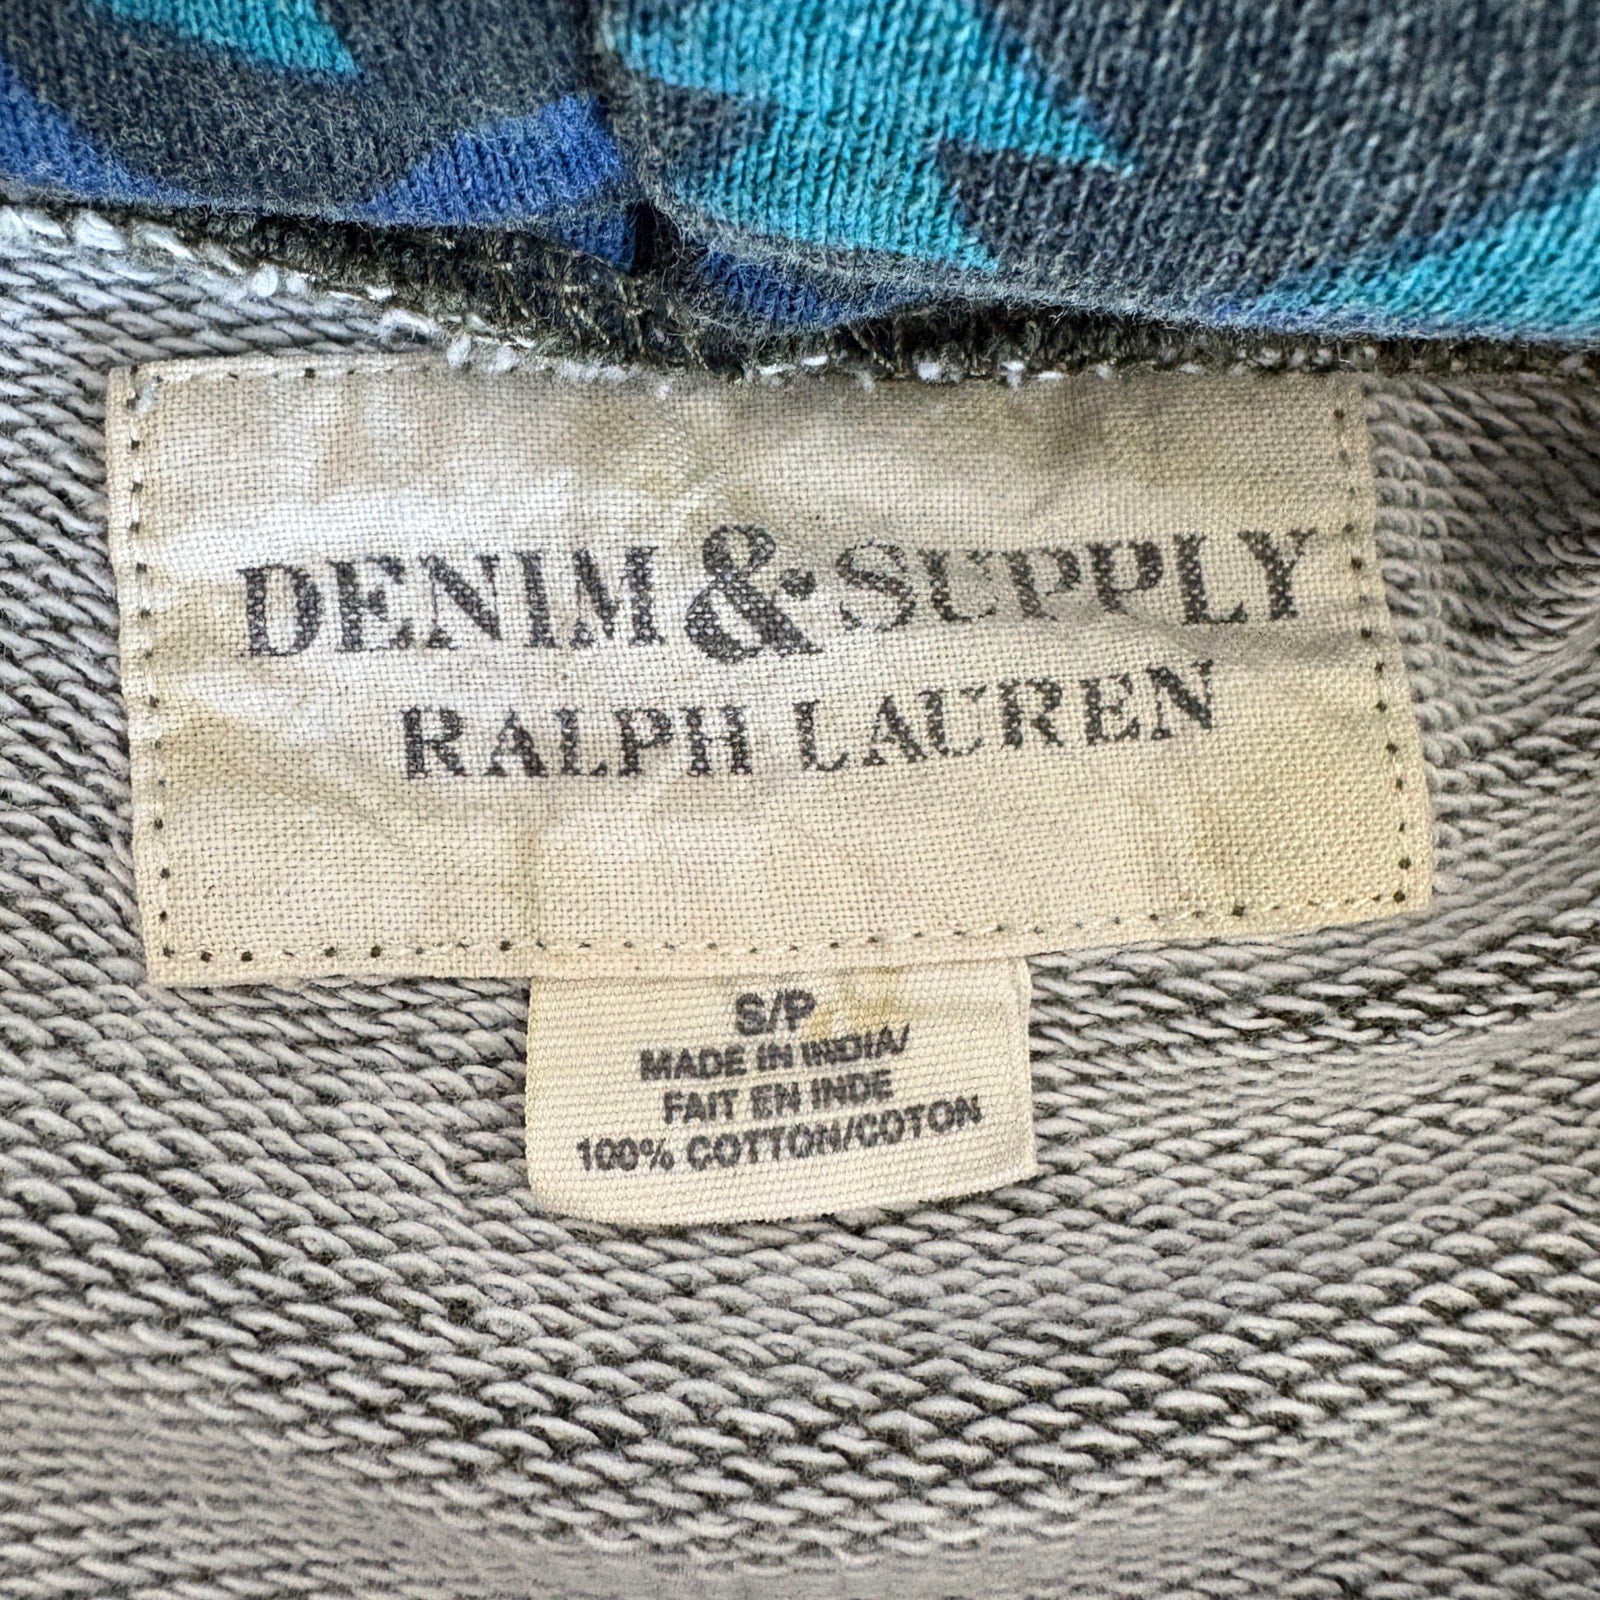 DENIM & SUPPLY
RALPH LAUREN
S/P
MADE IN INDIA/
FAIT EN INDE
100% COTTON/COTON